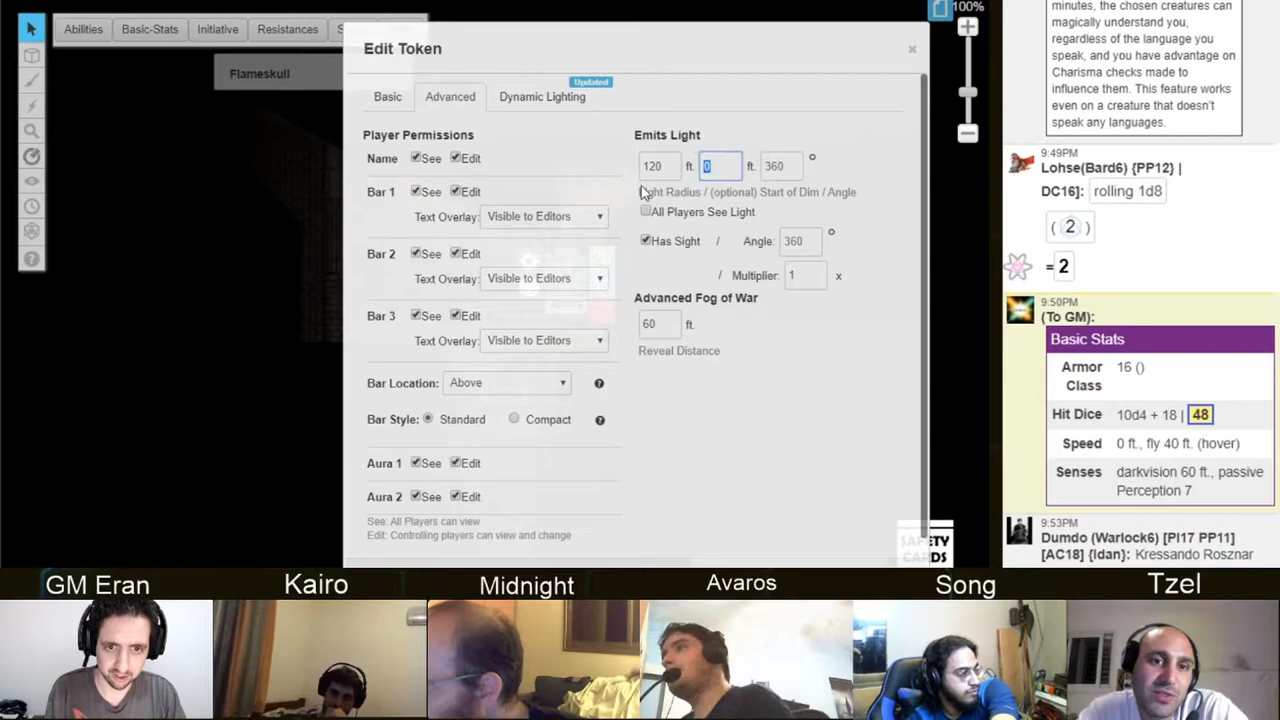 Abilities
Basic-Stats
Initiative
Resistances
Flameskull
Edit Token
×
Basic
Advanced
Updated
Dynamic Lighting
Player Permissions
Name
See
Edit
Bar 1
See
Edit
Text Overlay:
Visible to Editors
Bar 2
See
Edit
Text Overlay:
Visible to Editors
Bar 3
See
Edit
Text Overlay:
Visible to Editors
Bar Location:
Above
Bar Style:
Standard
Compact
Aura 1
See
Edit
Aura 2
See
Edit
See: All Players can view
Edit: Controlling players can view and change
Emits Light
120 ft. 0 ft. 360 °
Light Radius / (optional) Start of Dim / Angle
All Players See Light
Has Sight / Angle: 360 °
/ Multiplier: 1 x
Advanced Fog of War
60 ft.
Reveal Distance
100%
SAFETY
CARDS
minutes, the chosen creatures can
magically understand you,
regardless of the language you
speak, and you have advantage on
Charisma checks made to
influence them. This feature works
even on a creature that doesn't
speak any languages.
9:49PM
Lohse(Bard6) {PP12} |
DC16]: rolling 1d8
( 2 )
= 2
9:50PM
(To GM):
Basic Stats
Armor 16 ()
Class
Hit Dice 10d4 + 18 | 48
Speed 0 ft., fly 40 ft. (hover)
Senses darkvision 60 ft., passive
Perception 7
9:53PM
Dumdo (Warlock6) [PI17 PP11]
[AC18] {Idan}: Kressando Rosznar
GM Eran
Kairo
Midnight
Avaros
Song
Tzel